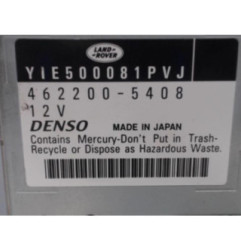 LAND-
ROVER
YIE500081PVJ
462200-5408
12V
DENSO MADE IN JAPAN
Contains Mercury-Don't Put in Trash-
Recycle or Dispose as Hazardous Waste.